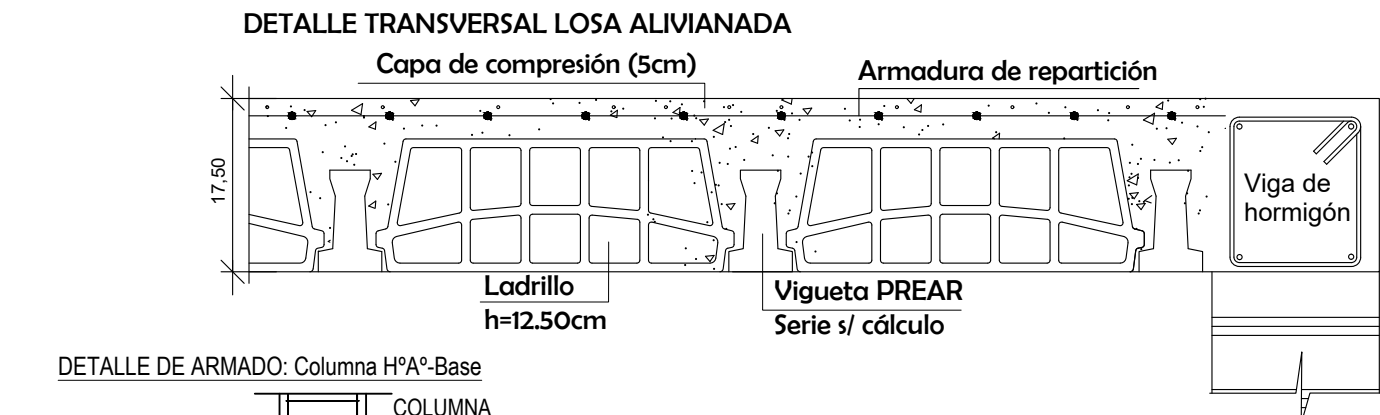 DETALLE TRANSVERSAL LOSA ALIVIANADA
Capa de compresión (5cm)
Armadura de repartición
17,50
Viga de
hormigón
Ladrillo
h=12.50cm
Vigueta PREAR
Serie s/ cálculo
DETALLE DE ARMADO: Columna HºAº-Base
COLUMNA